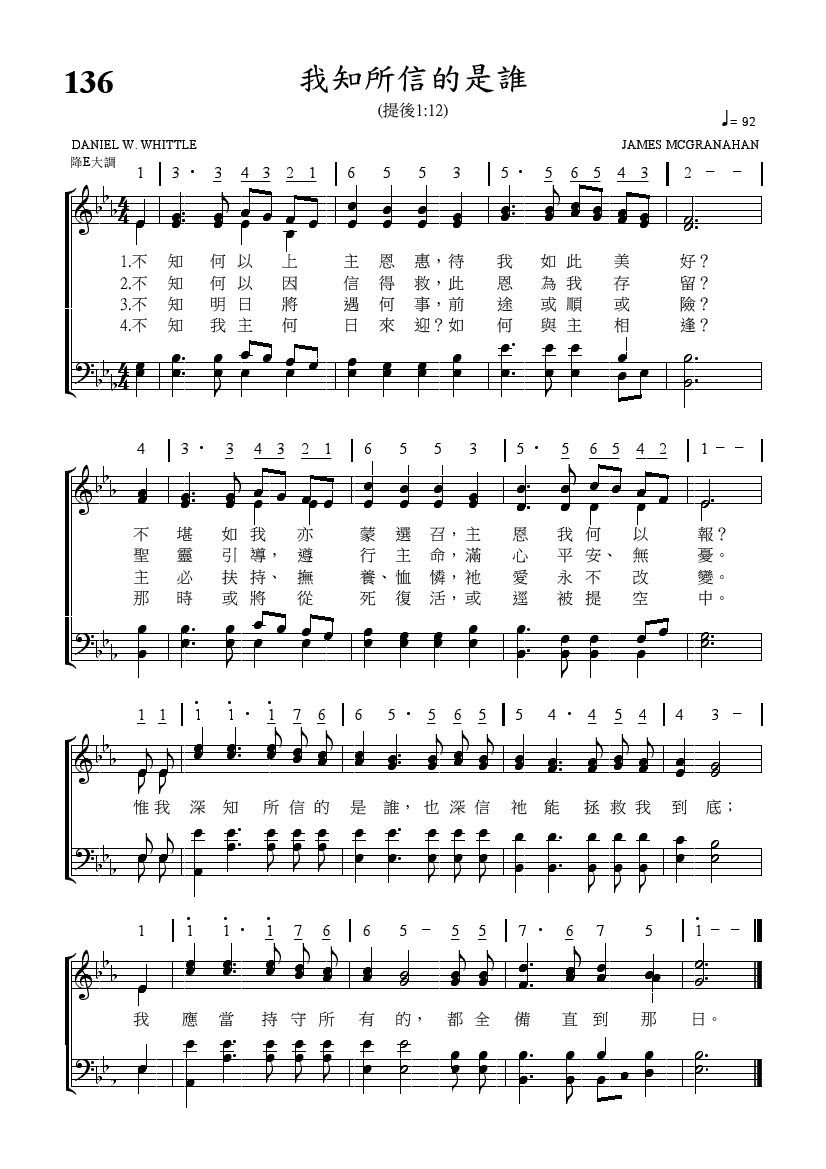 136
我知所信的是誰
(提後1:12)
= 92
DANIEL W. WHITTLE
JAMES MCGRANAHAN
降E大調
1 | 3 · 3 4 3 2 1 | 6 5 5 3 | 5 · 5 6 5 4 3 | 2 – – |
1.不 知 何 以 上 主 恩 惠，待 我 如 此 美 好？
2.不 知 何 以 因 信 得 救，此 恩 為 我 存 留？
3.不 知 明 日 將 遇 何 事，前 途 或 順 或 險？
4.不 知 我 主 何 日 來 迎？如 何 與 主 相 逢？
4 | 3 · 3 4 3 2 1 | 6 5 5 3 | 5 · 5 6 5 4 2 | 1 – – |
不 堪 如 我 亦 蒙 選 召，主 恩 我 何 以 報？
聖 靈 引 導，遵 行 主 命，滿 心 平 安、無 憂。
主 必 扶 持、撫 養、恤 憐，祂 愛 永 不 改 變。
那 時 或 將 從 死 復 活，或 逕 被 提 空 中。
1 1 | 1 1 · 1 7 6 | 6 5 · 5 6 5 | 5 4 · 4 5 4 | 4 3 – |
惟 我 深 知 所 信 的 是 誰，也 深 信 祂 能 拯 救 我 到 底；
1 | 1 1 · 1 7 6 | 6 5 – 5 5 | 7 · 6 7 5 | 1 – – ||
我 應 當 持 守 所 有 的，都 全 備 直 到 那 日。